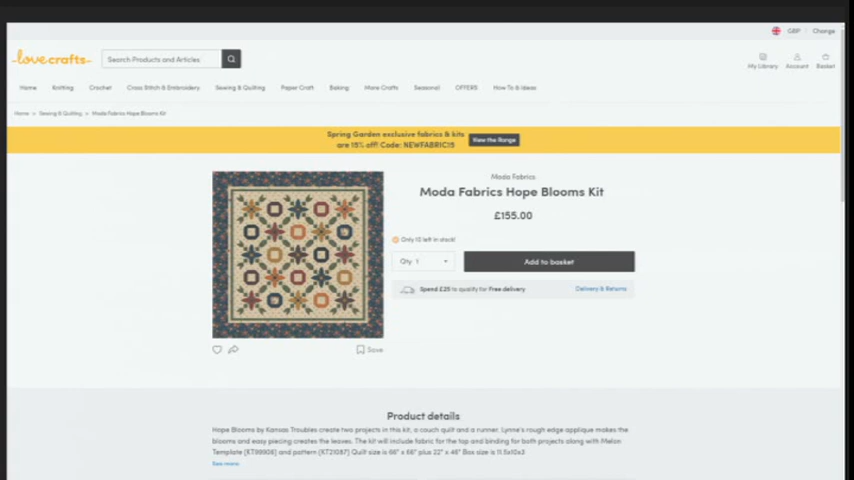 GBP
Change
lovecrafts
Search Products and Articles
My Library
Account
Basket
Home
Knitting
Crochet
Cross Stitch & Embroidery
Sewing & Quilting
Paper Craft
Baking
More Crafts
Seasonal
OFFERS
How To & Ideas
Home > Sewing & Quilting > Moda Fabrics Hope Blooms Kit
Spring Garden exclusive fabrics & kits
are 15% off! Code: NEWFABRIC15
View the Range
Moda Fabrics
Moda Fabrics Hope Blooms Kit
£155.00
Only 10 left in stock!
Qty 1
Add to basket
Spend £25 to qualify for Free delivery
Delivery & Returns
Save
Product details
Hope Blooms by Kansas Troubles create two projects in this kit, a couch quilt and a runner. Lynne's rough edge applique makes the
blooms and easy piecing creates the leaves. The kit will include fabric for the top and binding for both projects along with Melon
Template (KT99908) and pattern (KT21087) Quilt size is 68" x 68" plus 22" x 48" Box size is 11.5x10x3
See more